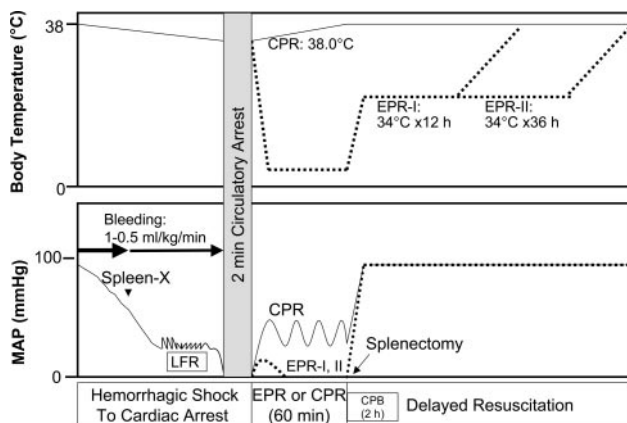 Body Temperature (°C)
38
0
CPR: 38.0°C
EPR-I:
34°C x12 h
EPR-II:
34°C x36 h
2 min Circulatory Arrest
MAP (mmHg)
100
0
Bleeding:
1-0.5 ml/kg/min
Spleen-X
LFR
CPR
EPR-I, II
Splenectomy
Hemorrhagic Shock
To Cardiac Arrest
EPR or CPR
(60 min)
CPB
(2 h)
Delayed Resuscitation